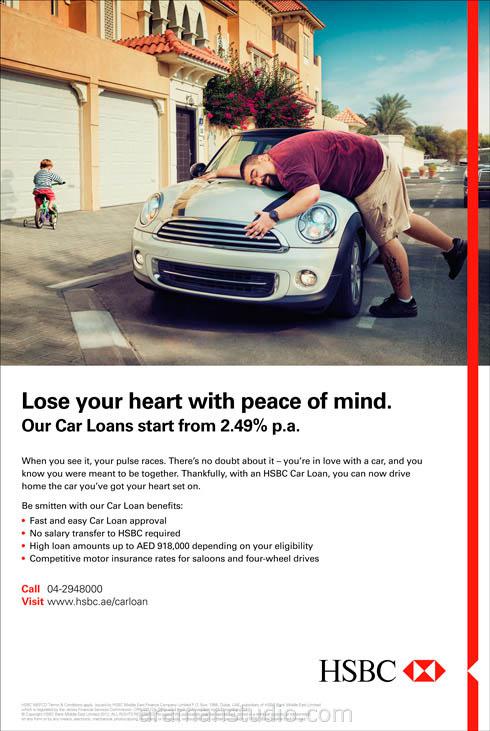 Lose your heart with peace of mind.
Our Car Loans start from 2.49% p.a.
When you see it, your pulse races. There's no doubt about it – you're in love with a car, and you
know you were meant to be together. Thankfully, with an HSBC Car Loan, you can now drive
home the car you've got your heart set on.
Be smitten with our Car Loan benefits:
• Fast and easy Car Loan approval
• No salary transfer to HSBC required
• High loan amounts up to AED 918,000 depending on your eligibility
• Competitive motor insurance rates for saloons and four-wheel drives
Call 04-2948000
Visit www.hsbc.ae/carloan
HSBC